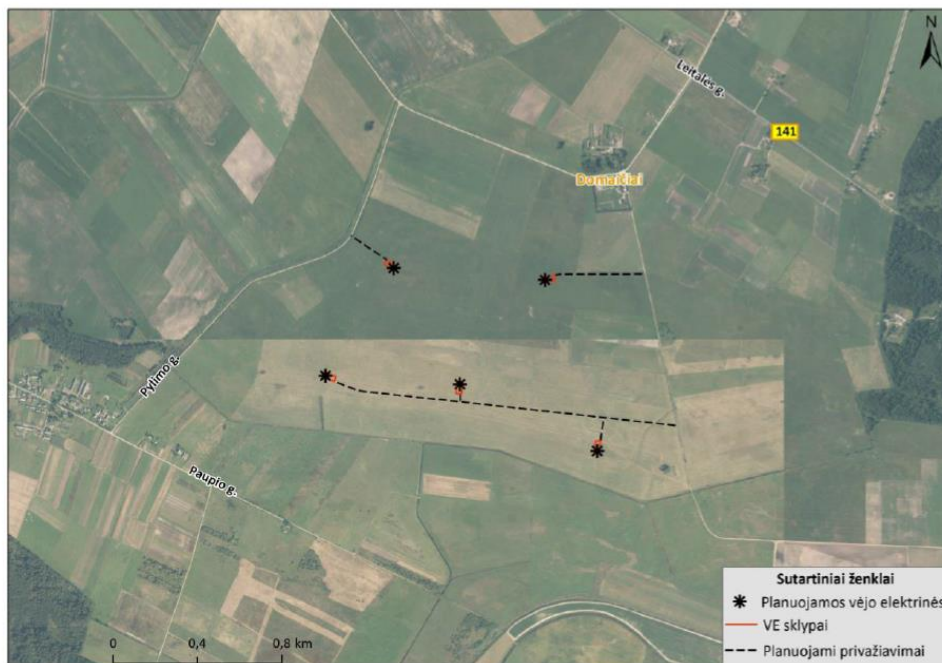 N
Leitalės g.
141
Domaičiai
Pylimo g.
Paupio g.
Sutartiniai ženklai
Planuojamos vėjo elektrinės
VE sklypai
Planuojami privažiavimai
0 0,4 0,8 km